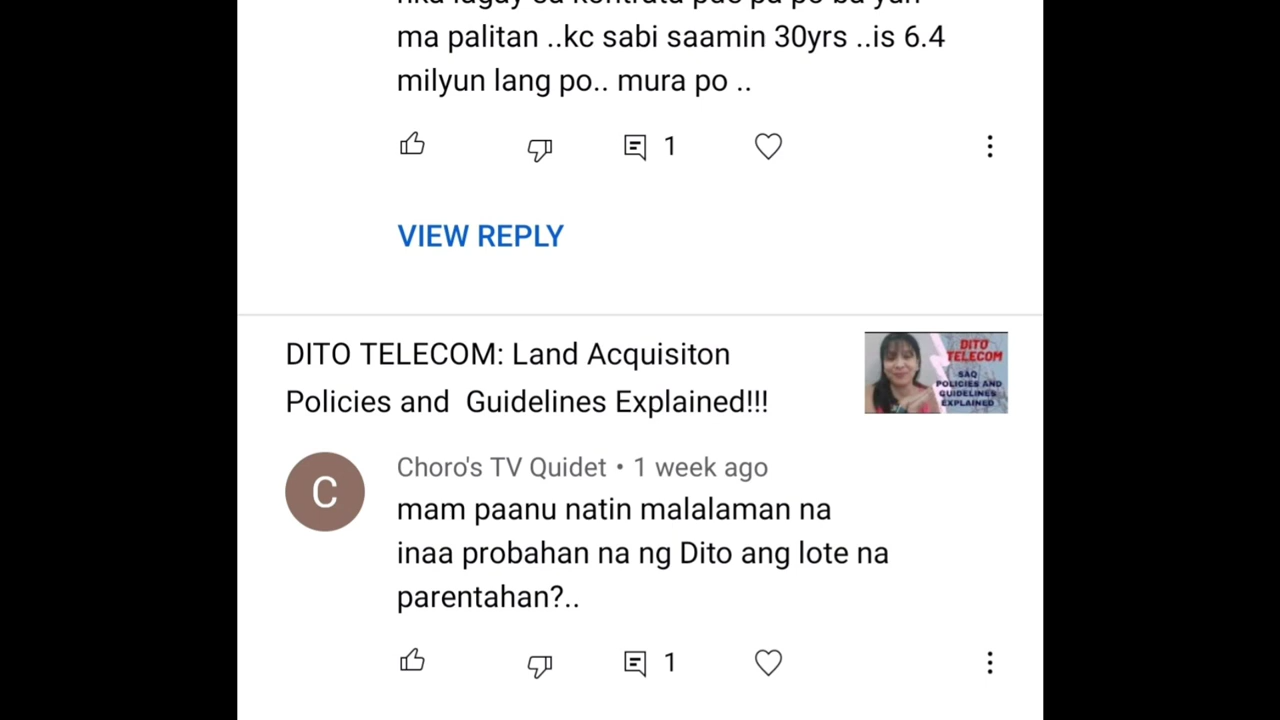 ma palitan ..kc sabi saamin 30yrs ..is 6.4
milyun lang po.. mura po ..
1
VIEW REPLY
DITO TELECOM: Land Acquisiton
Policies and  Guidelines Explained!!!
DITO
TELECOM
SAQ
POLICIES AND
GUIDELINES
EXPLAINED
C
Choro's TV Quidet • 1 week ago
mam paanu natin malalaman na
inaa probahan na ng Dito ang lote na
parentahan?..
1